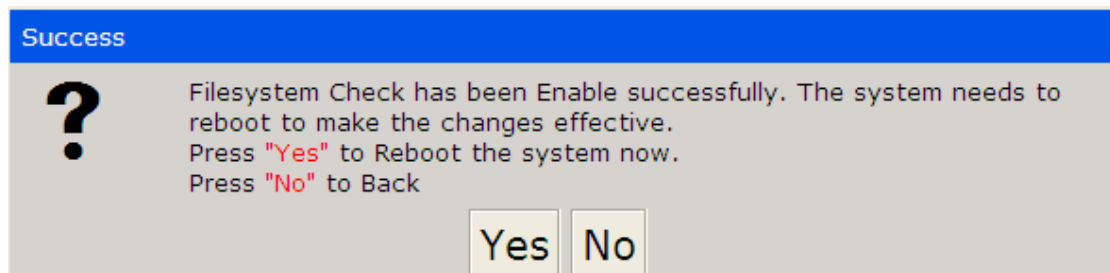 Success
Filesystem Check has been Enable successfully. The system needs to
reboot to make the changes effective.
Press "Yes" to Reboot the system now.
Press "No" to Back
Yes No